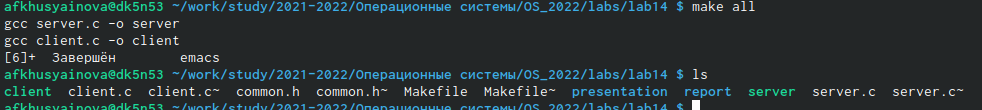 afkhusyainova@dk5n53 ~/work/study/2021-2022/Операционные системы/OS_2022/labs/lab14 $ make all
gcc server.c -o server
gcc client.c -o client
[6]+  Завершён        emacs
afkhusyainova@dk5n53 ~/work/study/2021-2022/Операционные системы/OS_2022/labs/lab14 $ ls
client  client.c  client.c~  common.h  common.h~  Makefile  Makefile~  presentation  report  server  server.c  server.c~
afkhusyainova@dk5n53 ~/work/study/2021-2022/Операционные системы/OS_2022/labs/lab14 $